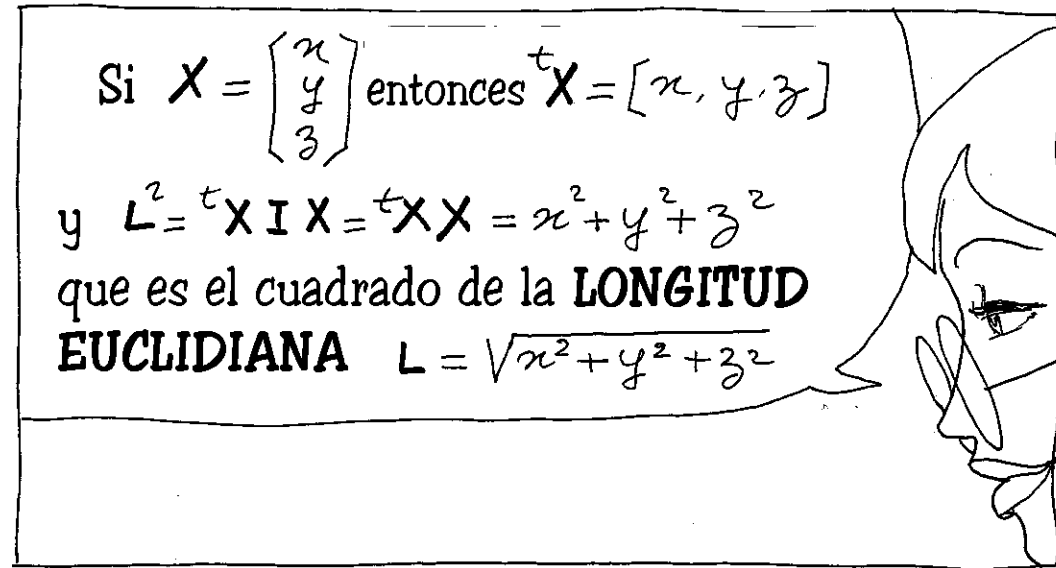 Si X = [x y z] entonces ᵗX = [x, y, z]
y L² = ᵗX I X = ᵗX X = x² + y² + z²
que es el cuadrado de la LONGITUD
EUCLIDIANA L = √x² + y² + z²